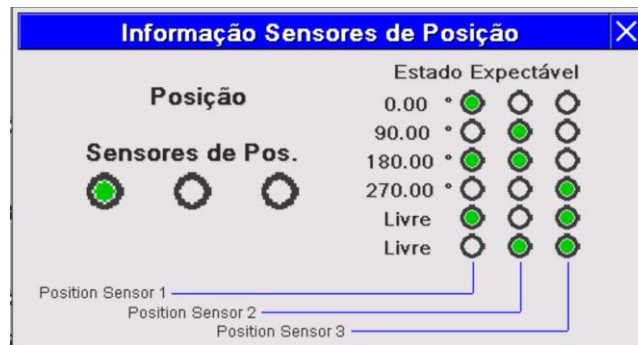 Informação Sensores de Posição
Posição
Sensores de Pos.
Estado Expectável
0.00 °
90.00 °
180.00 °
270.00 °
Livre
Livre
Position Sensor 1
Position Sensor 2
Position Sensor 3